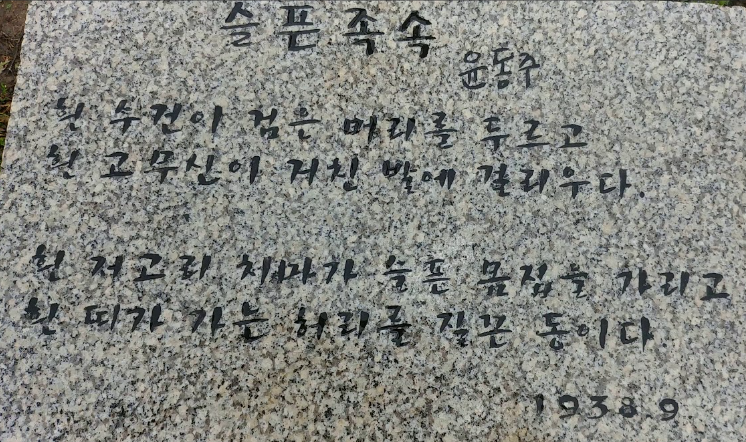 슬픈족속
윤동주
흰 수건이 검은 머리를 두르고
흰 고무신이 거친 발에 걸리우다.
흰 저고리 치마가 슬픈 몸집을 가리고
흰 띠가 가는 허리를 질끈 동이다.
1938.9